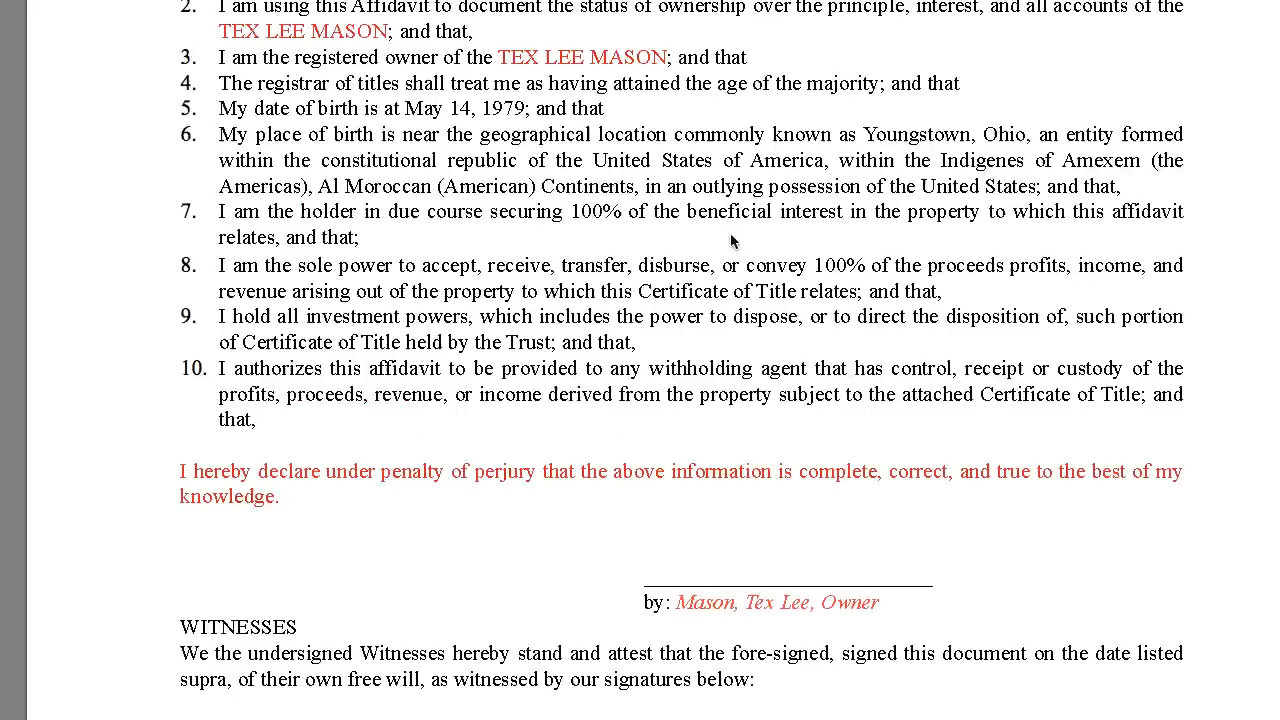 2. I am using this Affidavit to document the status of ownership over the principle, interest, and all accounts of the
TEX LEE MASON; and that,
3. I am the registered owner of the TEX LEE MASON; and that
4. The registrar of titles shall treat me as having attained the age of the majority; and that
5. My date of birth is at May 14, 1979; and that
6. My place of birth is near the geographical location commonly known as Youngstown, Ohio, an entity formed
within the constitutional republic of the United States of America, within the Indigenes of Amexem (the
Americas), Al Moroccan (American) Continents, in an outlying possession of the United States; and that,
7. I am the holder in due course securing 100% of the beneficial interest in the property to which this affidavit
relates, and that;
8. I am the sole power to accept, receive, transfer, disburse, or convey 100% of the proceeds profits, income, and
revenue arising out of the property to which this Certificate of Title relates; and that,
9. I hold all investment powers, which includes the power to dispose, or to direct the disposition of, such portion
of Certificate of Title held by the Trust; and that,
10. I authorizes this affidavit to be provided to any withholding agent that has control, receipt or custody of the
profits, proceeds, revenue, or income derived from the property subject to the attached Certificate of Title; and
that,
I hereby declare under penalty of perjury that the above information is complete, correct, and true to the best of my
knowledge.
by: Mason, Tex Lee, Owner
WITNESSES
We the undersigned Witnesses hereby stand and attest that the fore-signed, signed this document on the date listed
supra, of their own free will, as witnessed by our signatures below: